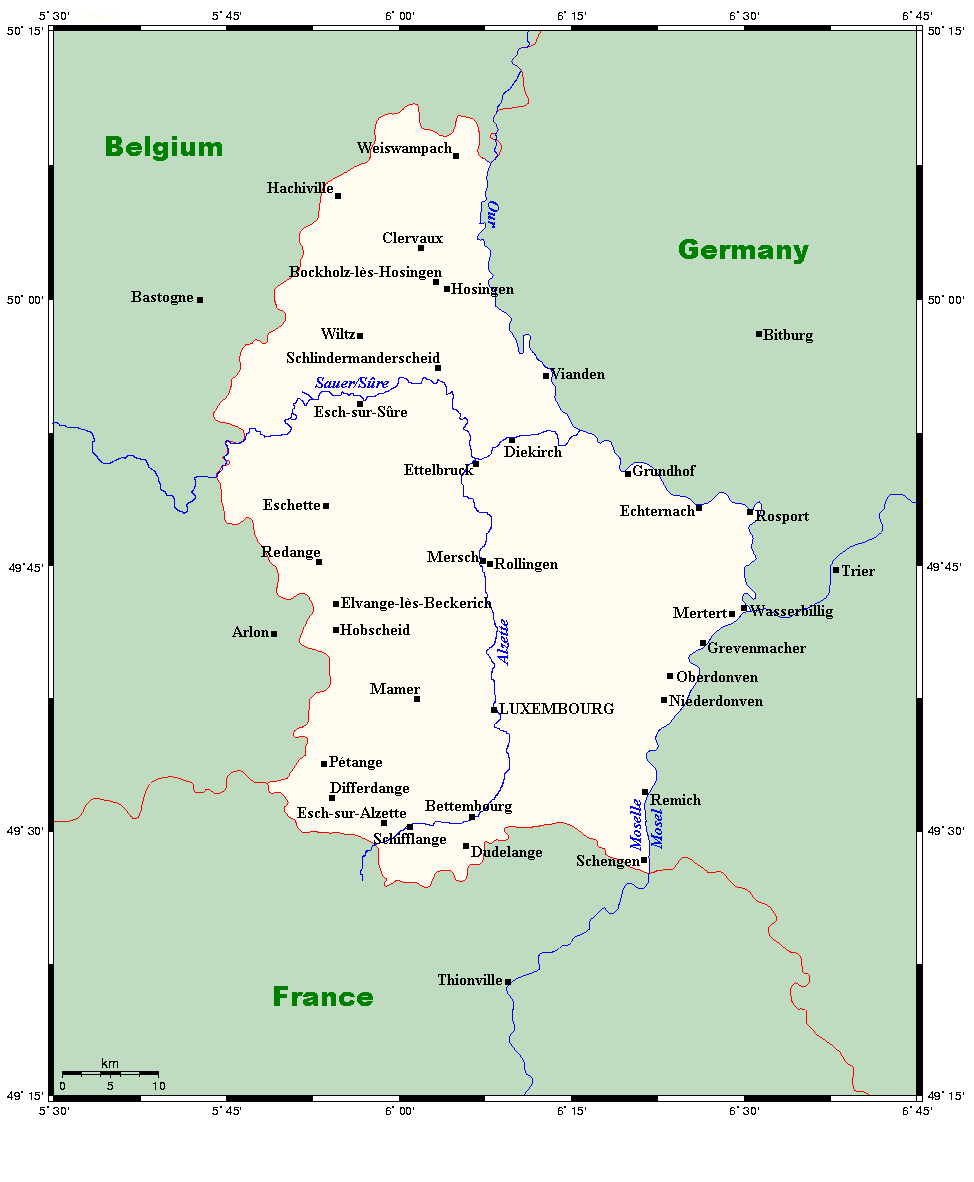 5° 30' 5° 45' 6° 00' 6° 15' 6° 30' 6° 45'
50° 15' 50° 15'
Belgium
Weiswampach
Hachiville
Our
Clervaux
Germany
Bockholz-lès-Hosingen
Hosingen
Bastogne
50° 00' 50° 00'
Wiltz
Bitburg
Schlindermanderscheid
Vianden
Sauer/Sûre
Esch-sur-Sûre
Diekirch
Ettelbruck
Grundhof
Eschette
Echternach
Rosport
Redange
Mersch
Rollingen
49° 45' 49° 45'
Trier
Elvange-lès-Beckerich
Wasserbillig
Mertert
Arlon
Hobscheid
Alzette
Grevenmacher
Oberdonven
Mamer
Niederdonven
LUXEMBOURG
Pétange
Differdange
Remich
Bettembourg
Esch-sur-Alzette
Moselle
Mosel
49° 30' 49° 30'
Schifflange
Dudelange
Schengen
Thionville
France
km
0 5 10
49° 15' 49° 15'
5° 30' 5° 45' 6° 00' 6° 15' 6° 30' 6° 45'